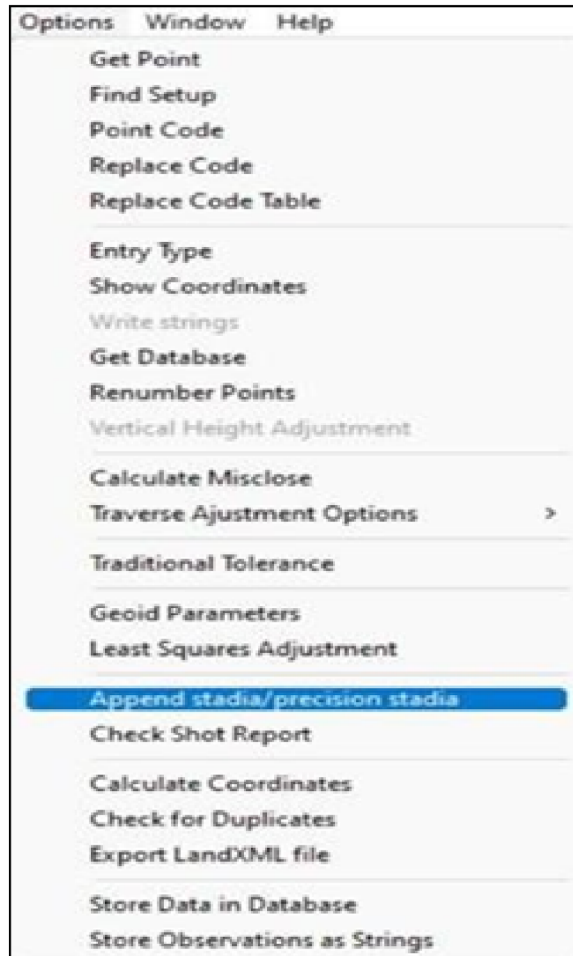 Options Window Help
Get Point
Find Setup
Point Code
Replace Code
Replace Code Table
Entry Type
Show Coordinates
Write strings
Get Database
Renumber Points
Vertical Height Adjustment
Calculate Misclose
Traverse Ajustment Options >
Traditional Tolerance
Geoid Parameters
Least Squares Adjustment
Append stadia/precision stadia
Check Shot Report
Calculate Coordinates
Check for Duplicates
Export LandXML file
Store Data in Database
Store Observations as Strings